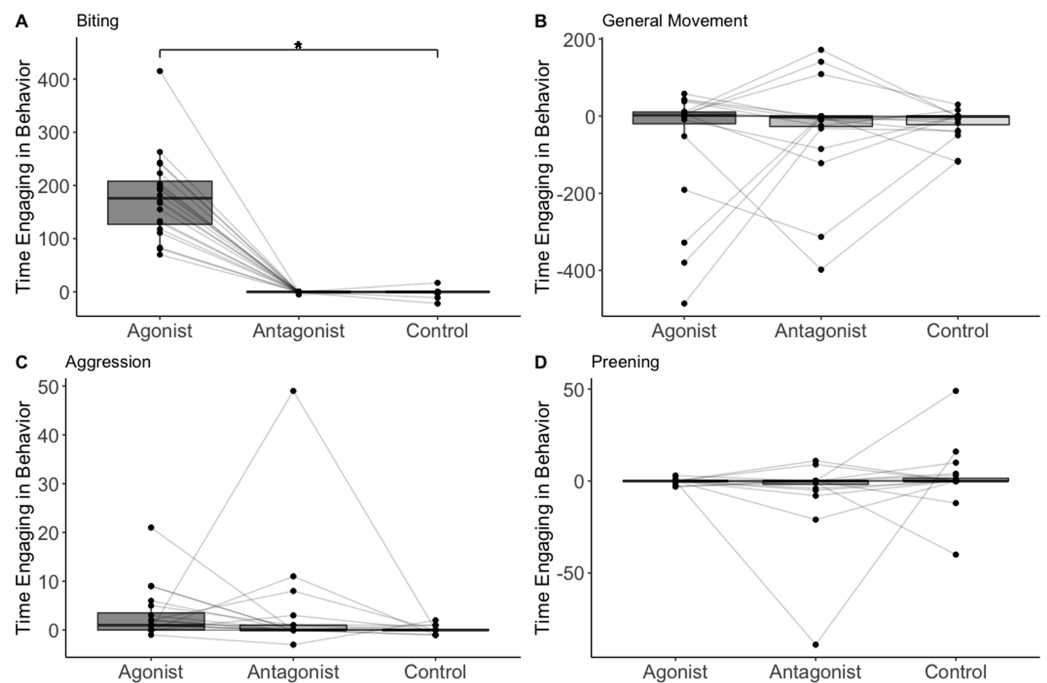 A Biting
Time Engaging in Behavior
400
300
200
100
0
*
Agonist Antagonist Control
B General Movement
Time Engaging in Behavior
200
0
-200
-400
Agonist Antagonist Control
C Aggression
Time Engaging in Behavior
50
40
30
20
10
0
Agonist Antagonist Control
D Preening
Time Engaging in Behavior
50
0
-50
Agonist Antagonist Control